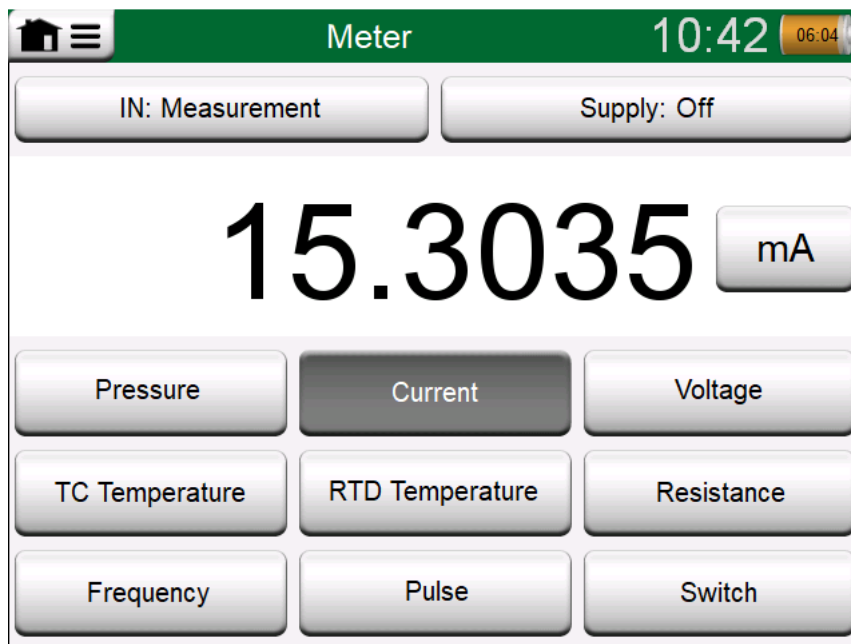 Meter 10:42 06:04
IN: Measurement Supply: Off
15.3035 mA
Pressure Current Voltage
TC Temperature RTD Temperature Resistance
Frequency Pulse Switch